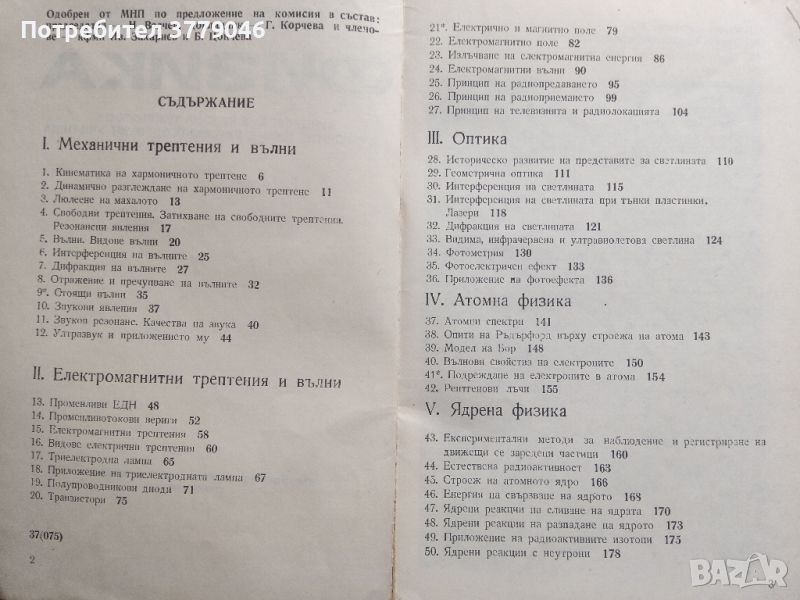 Потребител 3779046
Одобрен от МНП по предложение на комисия в състав:
Г. Корчева и члено-
ве
СЪДЪРЖАНИЕ
I. Механични трептения и вълни
1. Кинематика на хармоничното трептене 6
2. Динамично разглеждане на хармоничното трептене 11
3. Люлеене на махалото 13
4. Свободни трептения. Затихване на свободните трептения.
Резонансни явления 17
5. Вълни. Видове вълни 20
6. Интерференция на вълните 25
7. Дифракция на вълните 27
8. Отражение и пречупване на вълните 32
9*. Стоящи вълни 35
10. Звукови явления 37
11. Звуков резонанс. Качества на звука 40
12. Ултразвук и приложението му 44
II. Електромагнитни трептения и вълни
13. Променливи ЕДН 48
14. Променливотокови вериги 52
15. Електромагнитни трептения 58
16. Видове електрични трептения 60
17. Триелектродна лампа 65
18. Приложение на триелектродната лампа 67
19. Полупроводникови диоди 71
20. Транзистори 75
37(075)
2
21*. Електрично и магнитно поле 79
22. Електромагнитно поле 82
23. Излъчване на електромагнитна енергия 86
24. Електромагнитни вълни 90
25. Принцип на радиопредаването 95
26. Принцип на радиоприемането 99
27. Принцип на телевизията и радиолокацията 104
III. Оптика
28. Историческо развитие на представите за светлината 110
29. Геометрична оптика 111
30. Интерференция на светлината 115
31. Интерференция на светлината при тънки пластинки.
Лазери 118
32. Дифракция на светлината 121
33. Видима, инфрачервена и ултравиолетова светлина 124
34. Фотометрия 130
35. Фотоелектричен ефект 133
36. Приложение на фотоефекта 136
IV. Атомна физика
37. Атомни спектри 141
38. Опити на Ръдърфорд върху строежа на атома 143
39. Модел на Бор 148
40. Вълнови свойства на електроните 150
41*. Подреждане на електроните в атома 154
42. Рентгенови лъчи 155
V. Ядрена физика
43. Експериментални методи за наблюдение и регистриране на
движещи се заредени частици 160
44. Естествена радиоактивност 163
45. Строеж на атомното ядро 166
46. Енергия на свързване на ядрото 168
47. Ядрени реакции на сливане на ядрата 170
48. Ядрени реакции на разпадане на ядрото 173
49. Приложение на радиоактивните изотопи 175
50. Ядрени реакции с неутрони 178
3
BAZAR